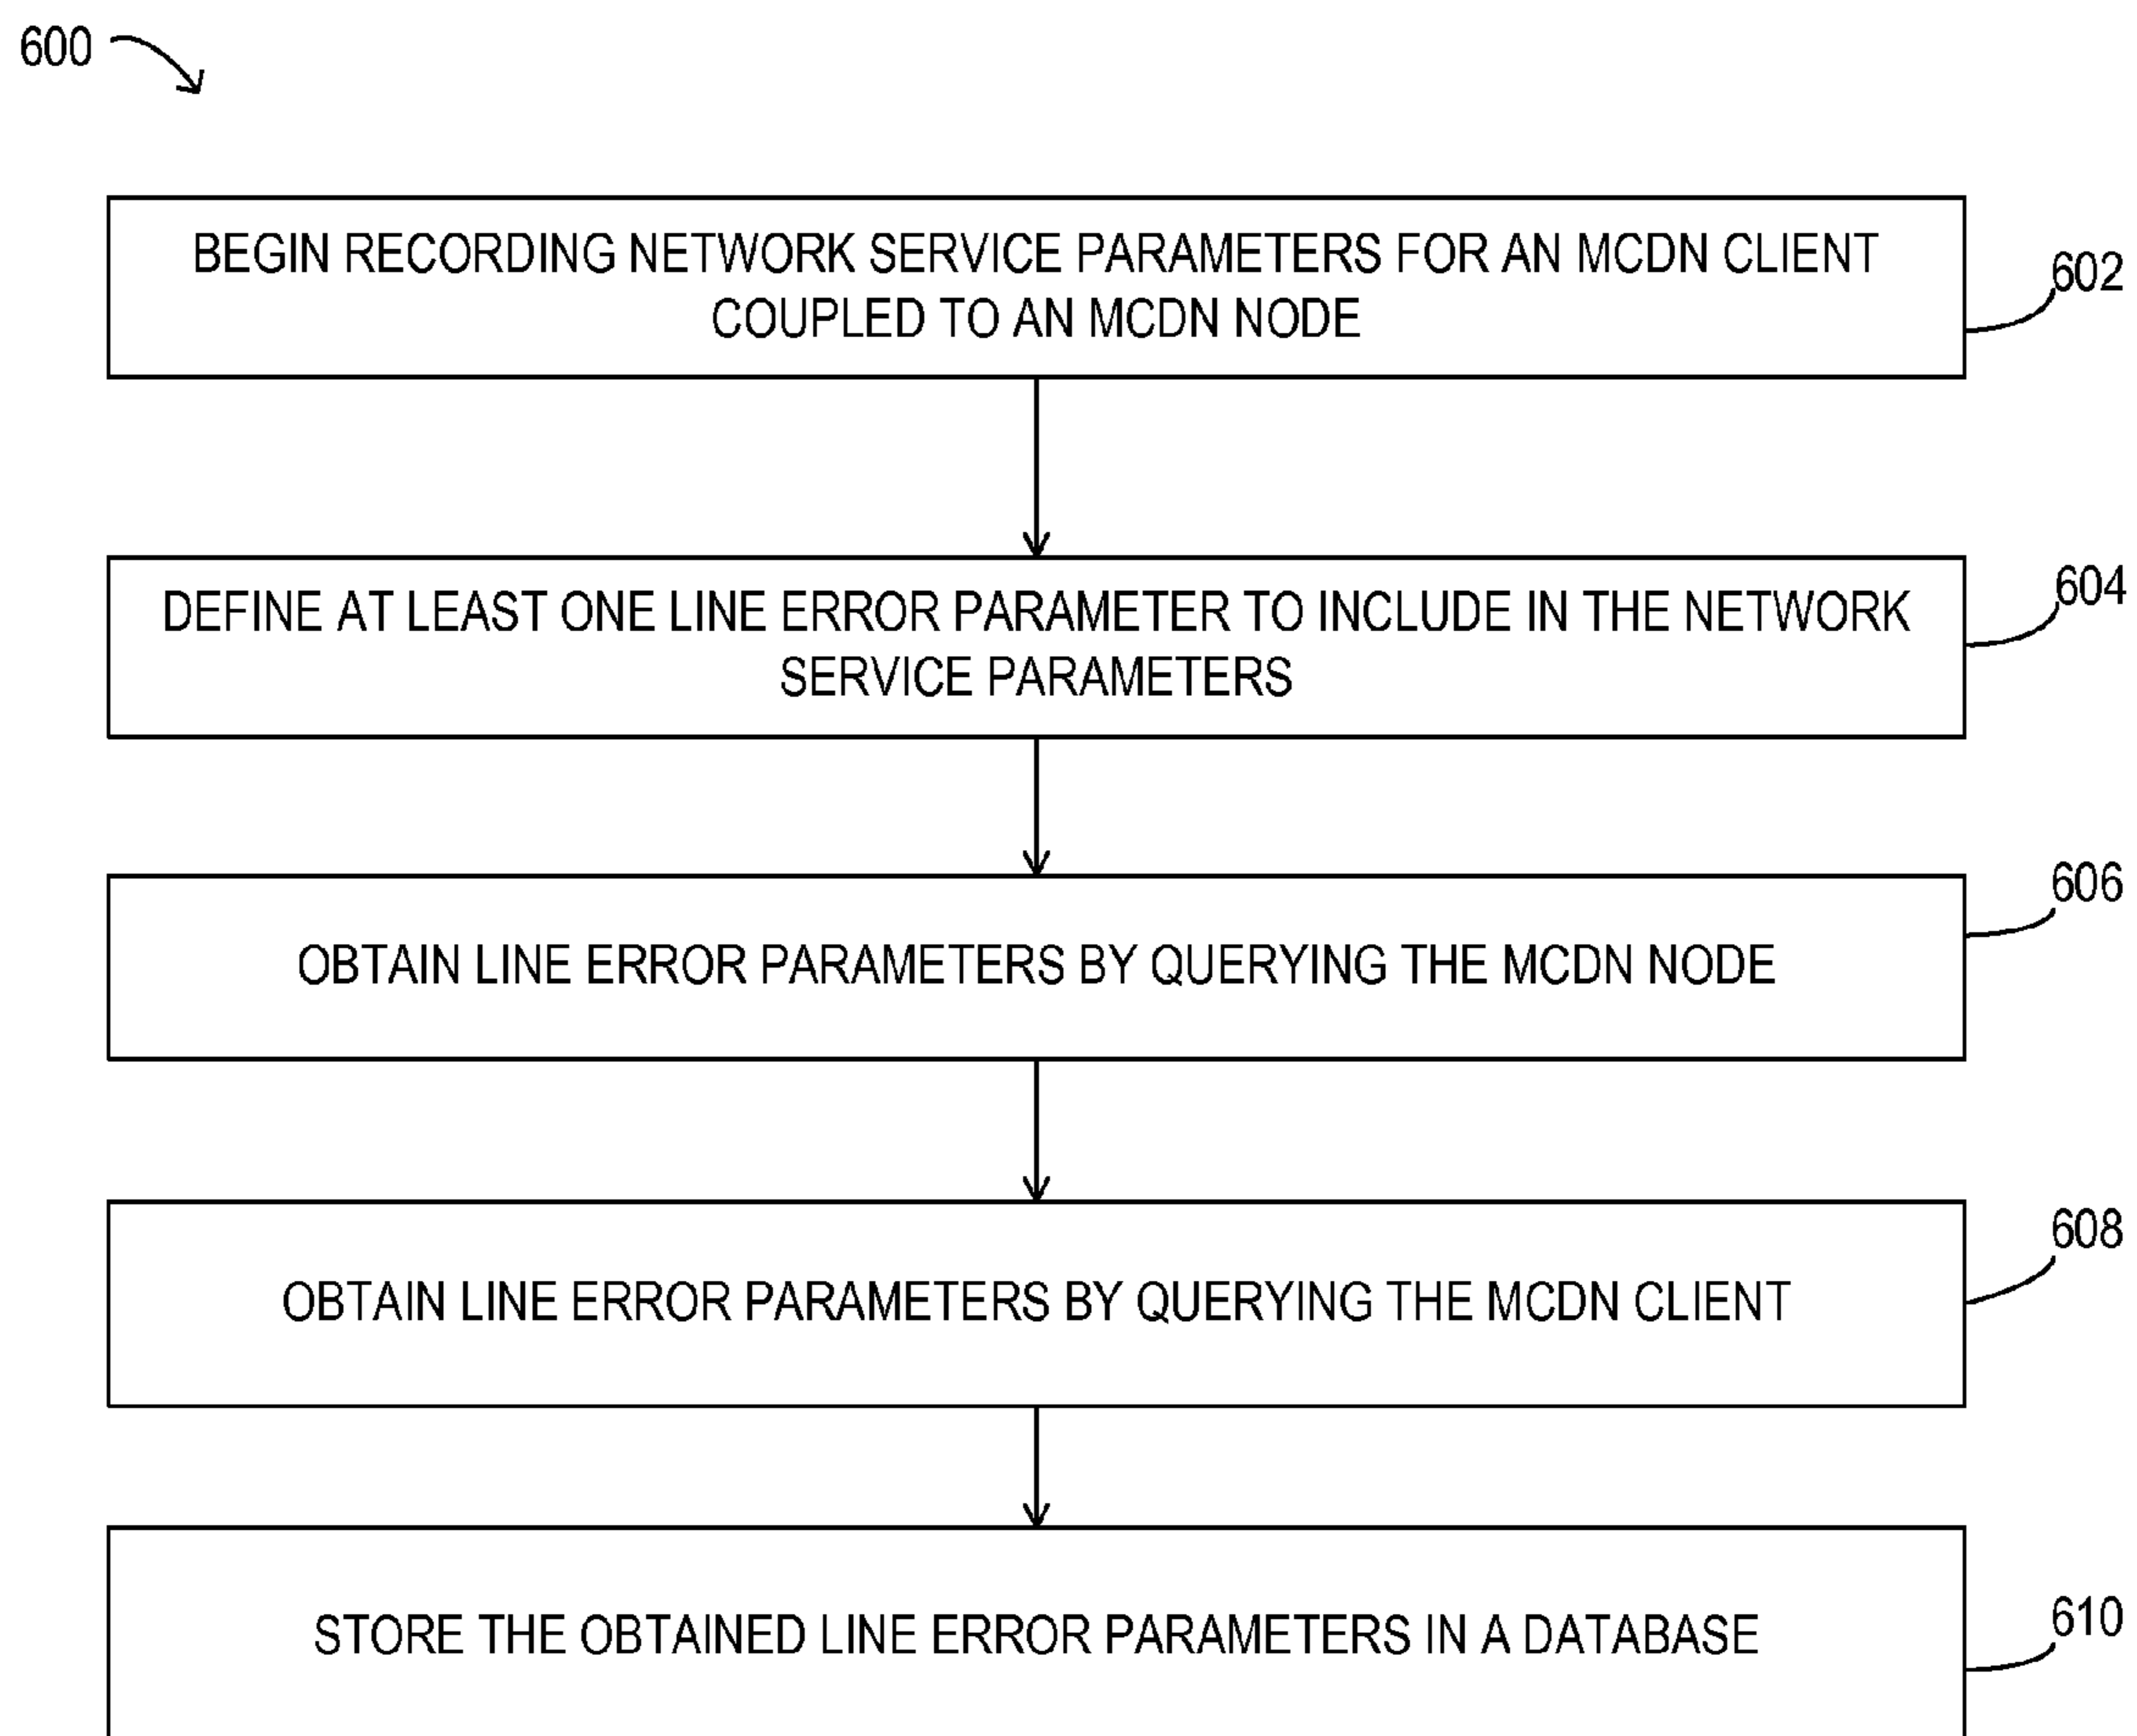 600
BEGIN RECORDING NETWORK SERVICE PARAMETERS FOR AN MCDN CLIENT
COUPLED TO AN MCDN NODE
602
DEFINE AT LEAST ONE LINE ERROR PARAMETER TO INCLUDE IN THE NETWORK
SERVICE PARAMETERS
604
OBTAIN LINE ERROR PARAMETERS BY QUERYING THE MCDN NODE
606
OBTAIN LINE ERROR PARAMETERS BY QUERYING THE MCDN CLIENT
608
STORE THE OBTAINED LINE ERROR PARAMETERS IN A DATABASE
610